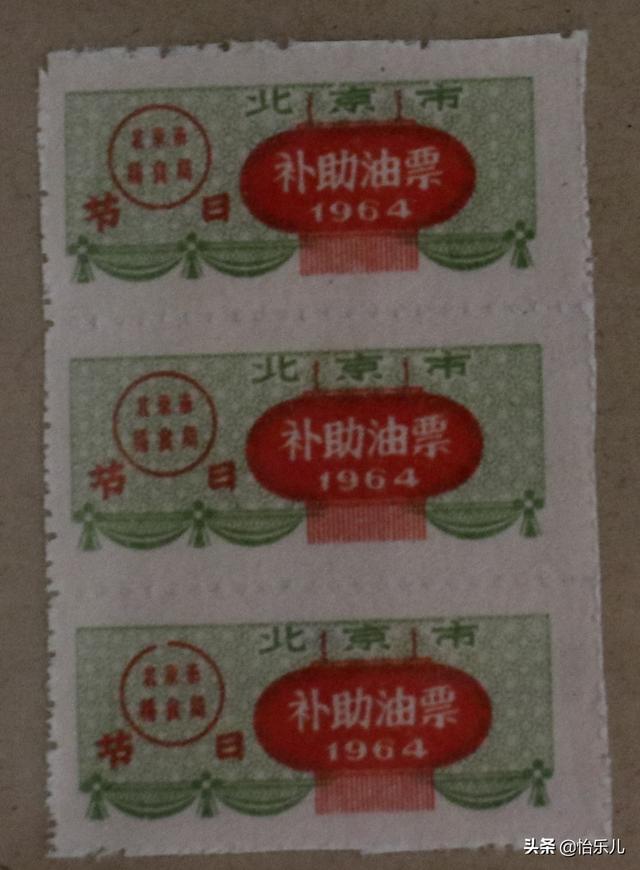 北京市
北京市
粮食局
补助油票
节日
1964
北京市
北京市
粮食局
补助油票
节日
1964
北京市
北京市
粮食局
补助油票
节日
1964
头条 @怡乐儿